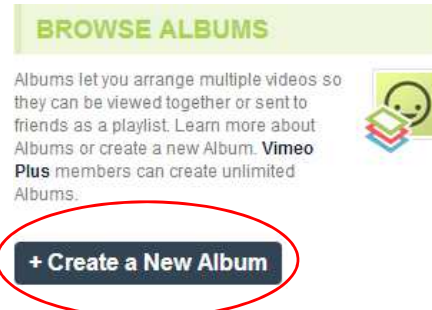 BROWSE ALBUMS
Albums let you arrange multiple videos so
they can be viewed together or sent to
friends as a playlist. Learn more about
Albums or create a new Album. Vimeo
Plus members can create unlimited
Albums.
+ Create a New Album